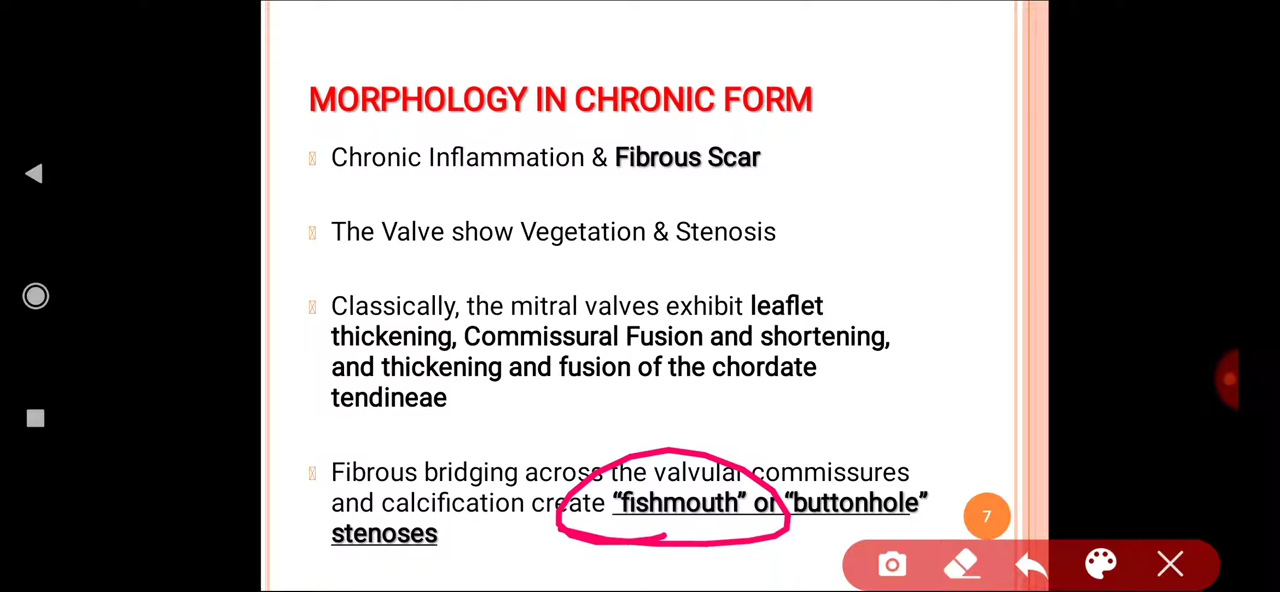 MORPHOLOGY IN CHRONIC FORM
Chronic Inflammation & Fibrous Scar
The Valve show Vegetation & Stenosis
Classically, the mitral valves exhibit leaflet
thickening, Commissural Fusion and shortening,
and thickening and fusion of the chordate
tendineae
Fibrous bridging across the valvular commissures
and calcification create “fishmouth” or “buttonhole”
stenoses
7